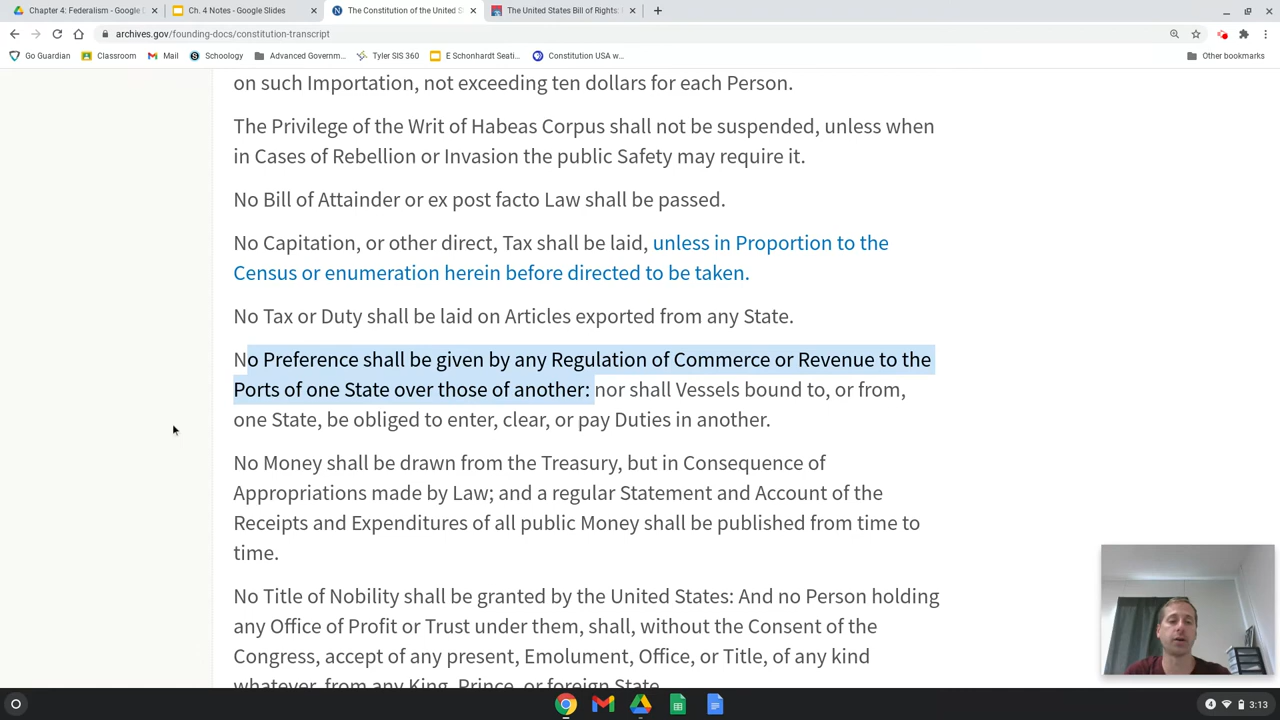 Chapter 4: Federalism - Google
Ch. 4 Notes - Google Slides
The Constitution of the United S
The United States Bill of Rights:
archives.gov/founding-docs/constitution-transcript
Go Guardian Classroom Mail Schoology Advanced Governm... Tyler SIS 360 E Schonhardt Seati... Constitution USA w... Other bookmarks
on such Importation, not exceeding ten dollars for each Person.
The Privilege of the Writ of Habeas Corpus shall not be suspended, unless when
in Cases of Rebellion or Invasion the public Safety may require it.
No Bill of Attainder or ex post facto Law shall be passed.
No Capitation, or other direct, Tax shall be laid, unless in Proportion to the
Census or enumeration herein before directed to be taken.
No Tax or Duty shall be laid on Articles exported from any State.
No Preference shall be given by any Regulation of Commerce or Revenue to the
Ports of one State over those of another: nor shall Vessels bound to, or from,
one State, be obliged to enter, clear, or pay Duties in another.
No Money shall be drawn from the Treasury, but in Consequence of
Appropriations made by Law; and a regular Statement and Account of the
Receipts and Expenditures of all public Money shall be published from time to
time.
No Title of Nobility shall be granted by the United States: And no Person holding
any Office of Profit or Trust under them, shall, without the Consent of the
Congress, accept of any present, Emolument, Office, or Title, of any kind
whatever, from any King, Prince, or foreign State.
4 3:13